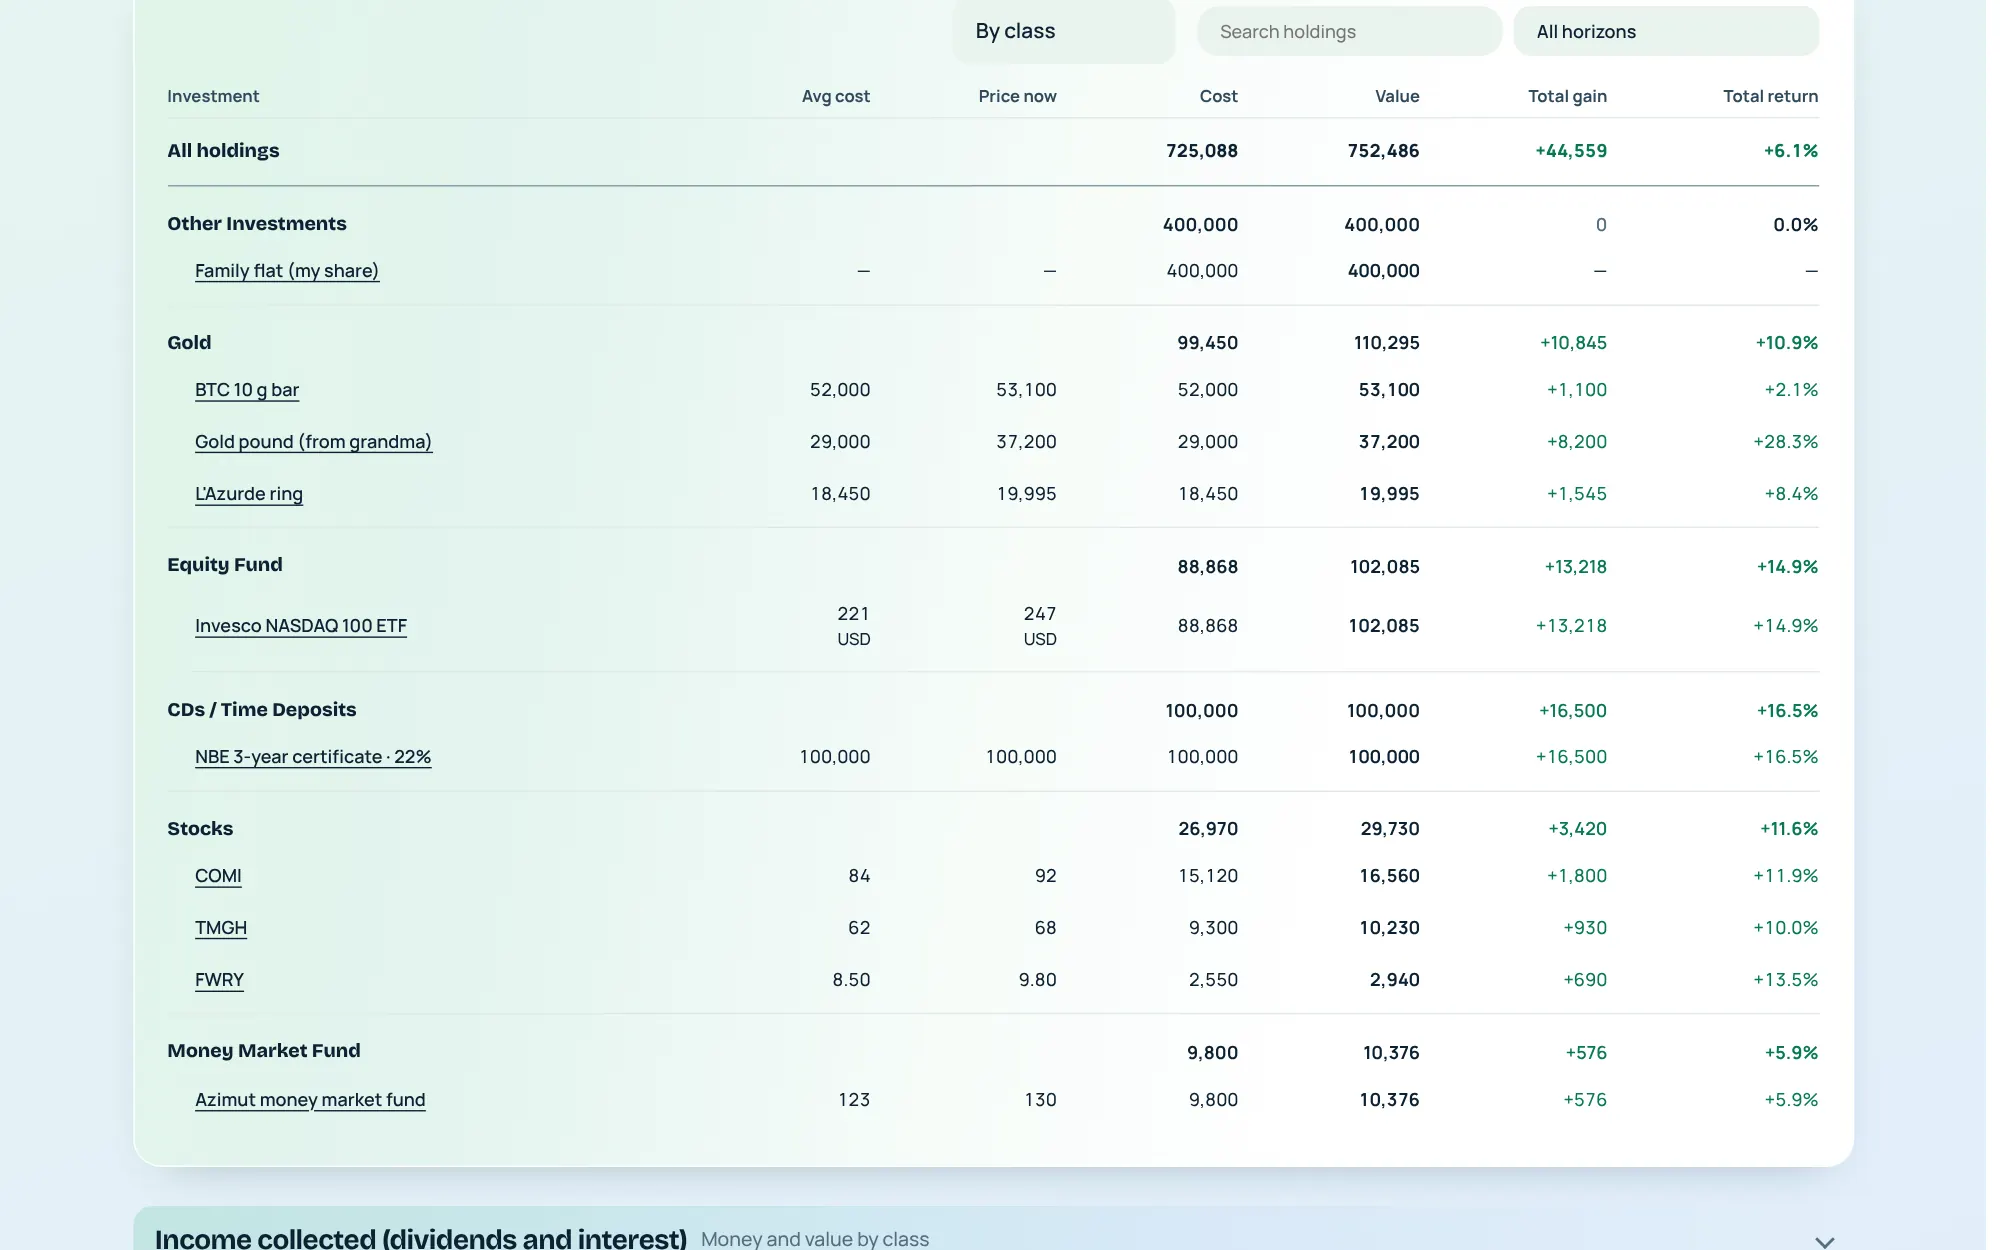 By class Search holdings All horizons
Investment Avg cost Price now Cost Value Total gain Total return
All holdings 725,088 752,486 +44,559 +6.1%
Other Investments 400,000 400,000 0 0.0%
Family flat (my share) — — 400,000 400,000 — —
Gold 99,450 110,295 +10,845 +10.9%
BTC 10 g bar 52,000 53,100 52,000 53,100 +1,100 +2.1%
Gold pound (from grandma) 29,000 37,200 29,000 37,200 +8,200 +28.3%
L'Azurde ring 18,450 19,995 18,450 19,995 +1,545 +8.4%
Equity Fund 88,868 102,085 +13,218 +14.9%
Invesco NASDAQ 100 ETF 221 USD 247 USD 88,868 102,085 +13,218 +14.9%
CDs / Time Deposits 100,000 100,000 +16,500 +16.5%
NBE 3-year certificate · 22% 100,000 100,000 100,000 100,000 +16,500 +16.5%
Stocks 26,970 29,730 +3,420 +11.6%
COMI 84 92 15,120 16,560 +1,800 +11.9%
TMGH 62 68 9,300 10,230 +930 +10.0%
FWRY 8.50 9.80 2,550 2,940 +690 +13.5%
Money Market Fund 9,800 10,376 +576 +5.9%
Azimut money market fund 123 130 9,800 10,376 +576 +5.9%
Income collected (dividends and interest) Money and value by class